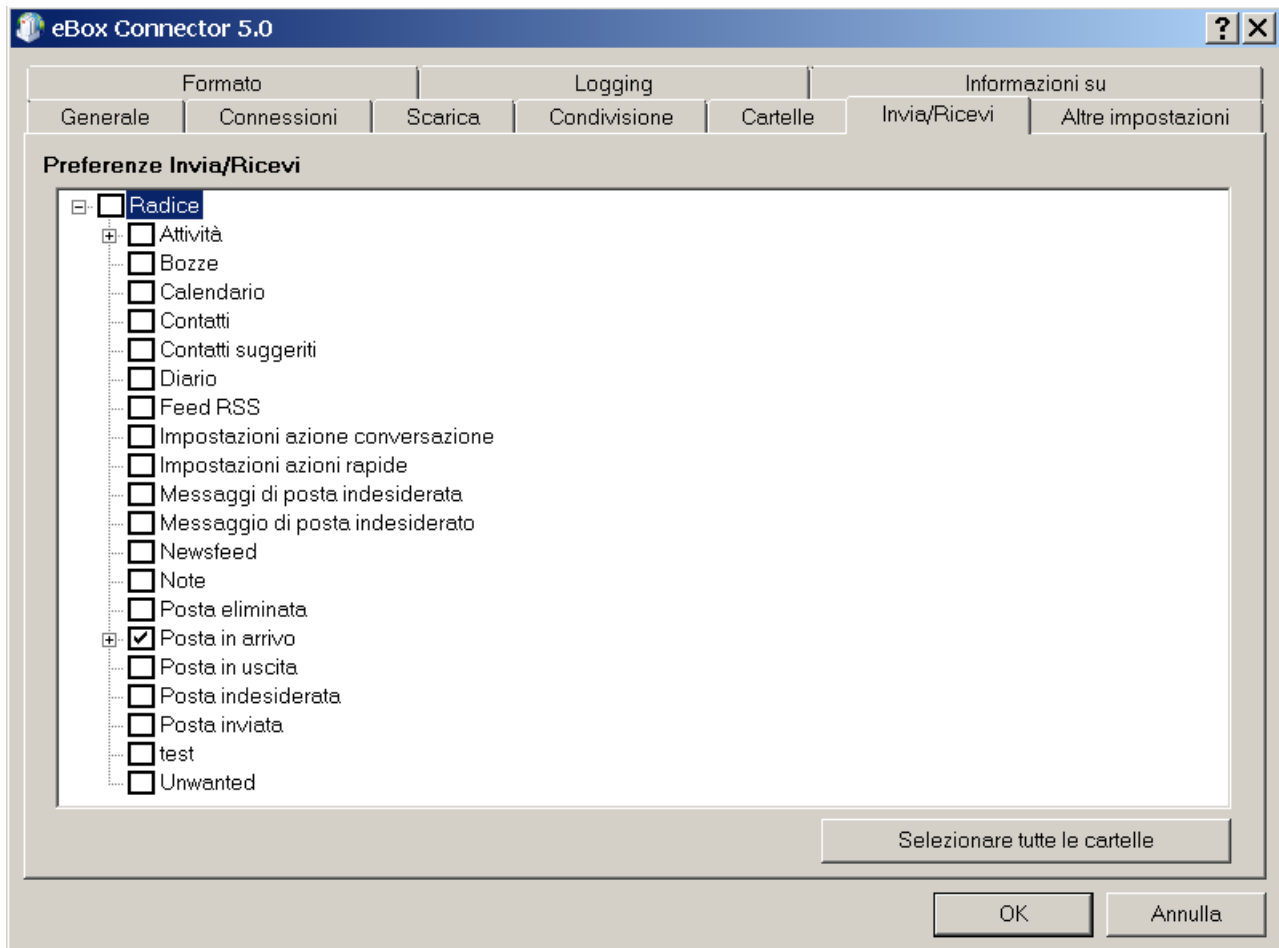 eBox Connector 5.0
Formato Logging Informazioni su
Generale Connessioni Scarica Condivisione Cartelle Invia/Ricevi Altre impostazioni
Preferenze Invia/Ricevi
Radice
Attività
Bozze
Calendario
Contatti
Contatti suggeriti
Diario
Feed RSS
Impostazioni azione conversazione
Impostazioni azioni rapide
Messaggi di posta indesiderata
Messaggio di posta indesiderato
Newsfeed
Note
Posta eliminata
Posta in arrivo
Posta in uscita
Posta indesiderata
Posta inviata
test
Unwanted
Selezionare tutte le cartelle
OK Annulla